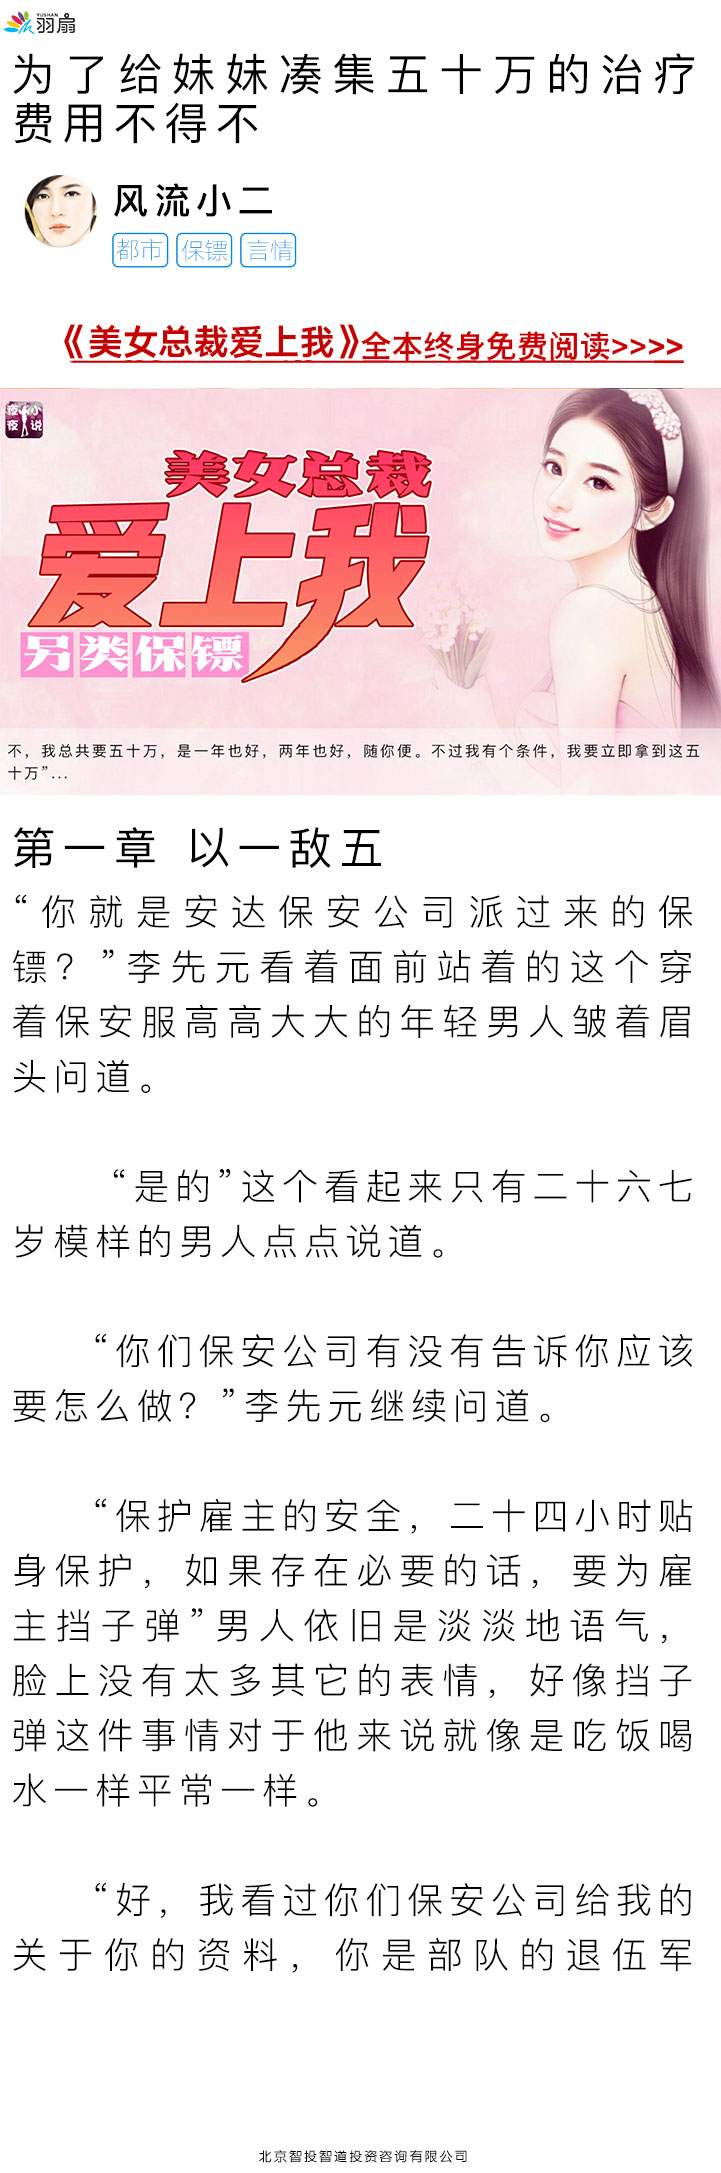 YUSHAN
羽扇
为了给妹妹凑集五十万的治疗
费用不得不
风流小二
都市 保镖 言情
《美女总裁爱上我》全本终身免费阅读>>>>
夜小
夜说
美女总裁
爱上我
另类保镖
不，我总共要五十万，是一年也好，两年也好，随你便。不过我有个条件，我要立即拿到这五
十万”...
第一章 以一敌五
“你就是安达保安公司派过来的保
镖？”李先元看着面前站着的这个穿
着保安服高高大大的年轻男人皱着眉
头问道。
“是的”这个看起来只有二十六七
岁模样的男人点点说道。
“你们保安公司有没有告诉你应该
要怎么做？”李先元继续问道。
“保护雇主的安全，二十四小时贴
身保护，如果存在必要的话，要为雇
主挡子弹”男人依旧是淡淡地语气，
脸上没有太多其它的表情，好像挡子
弹这件事情对于他来说就像是吃饭喝
水一样平常一样。
“好，我看过你们保安公司给我的
关于你的资料，你是部队的退伍军
北京智投智道投资咨询有限公司